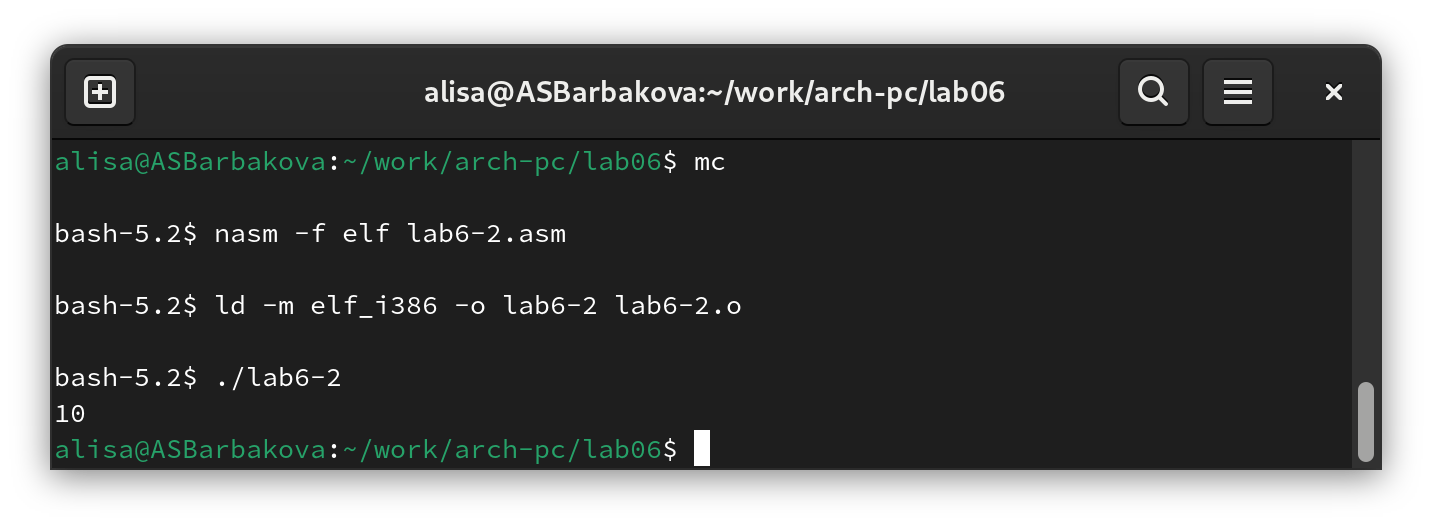 alisa@ASBarbakova:~/work/arch-pc/lab06
alisa@ASBarbakova:~/work/arch-pc/lab06$ mc
bash-5.2$ nasm -f elf lab6-2.asm
bash-5.2$ ld -m elf_i386 -o lab6-2 lab6-2.o
bash-5.2$ ./lab6-2
10
alisa@ASBarbakova:~/work/arch-pc/lab06$